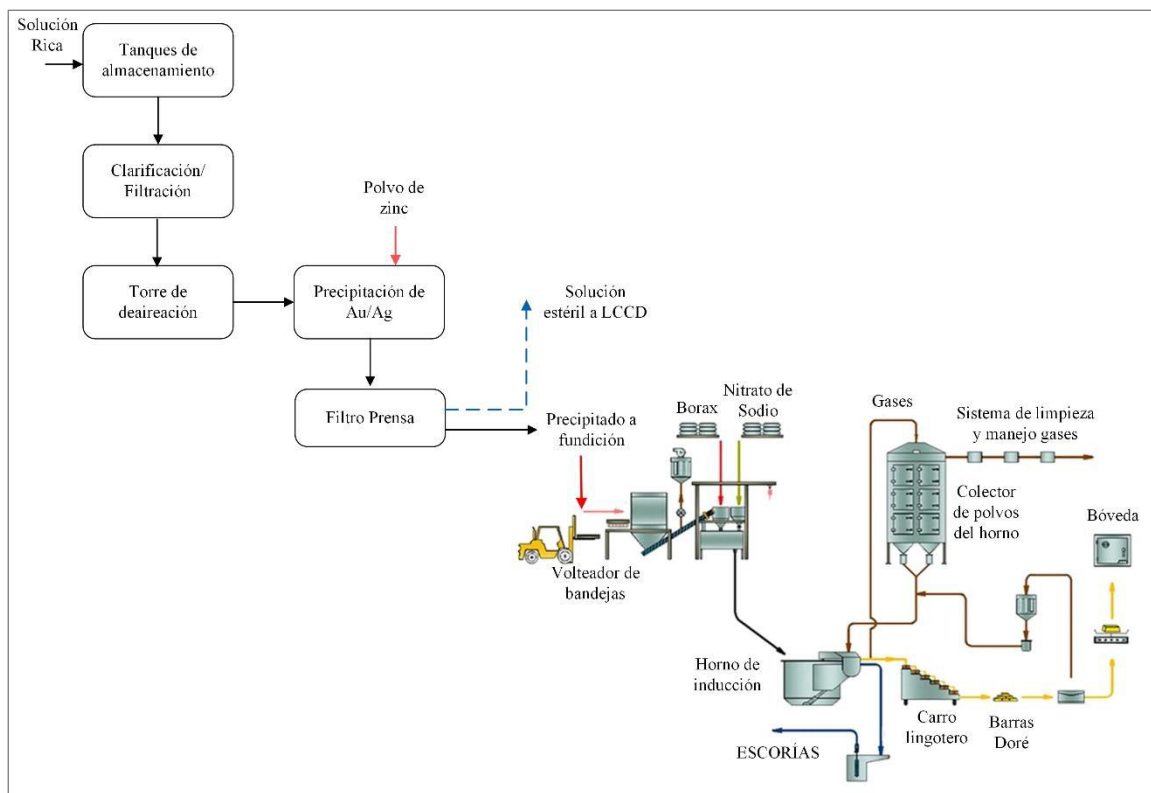 Solución
Rica
Tanques de
almacenamiento
Clarificación/
Filtración
Polvo de
zinc
Torre de
deaireación
Precipitación de
Au/Ag
Solución
estéril a LCCD
Filtro Prensa
Precipitado a
fundición
Borax
Nitrato de
Sodio
Gases
Sistema de limpieza
y manejo gases
Colector
de polvos
del horno
Bóveda
Volteador de
bandejas
Horno de
inducción
Carro
lingotero
Barras
Doré
ESCORÍAS